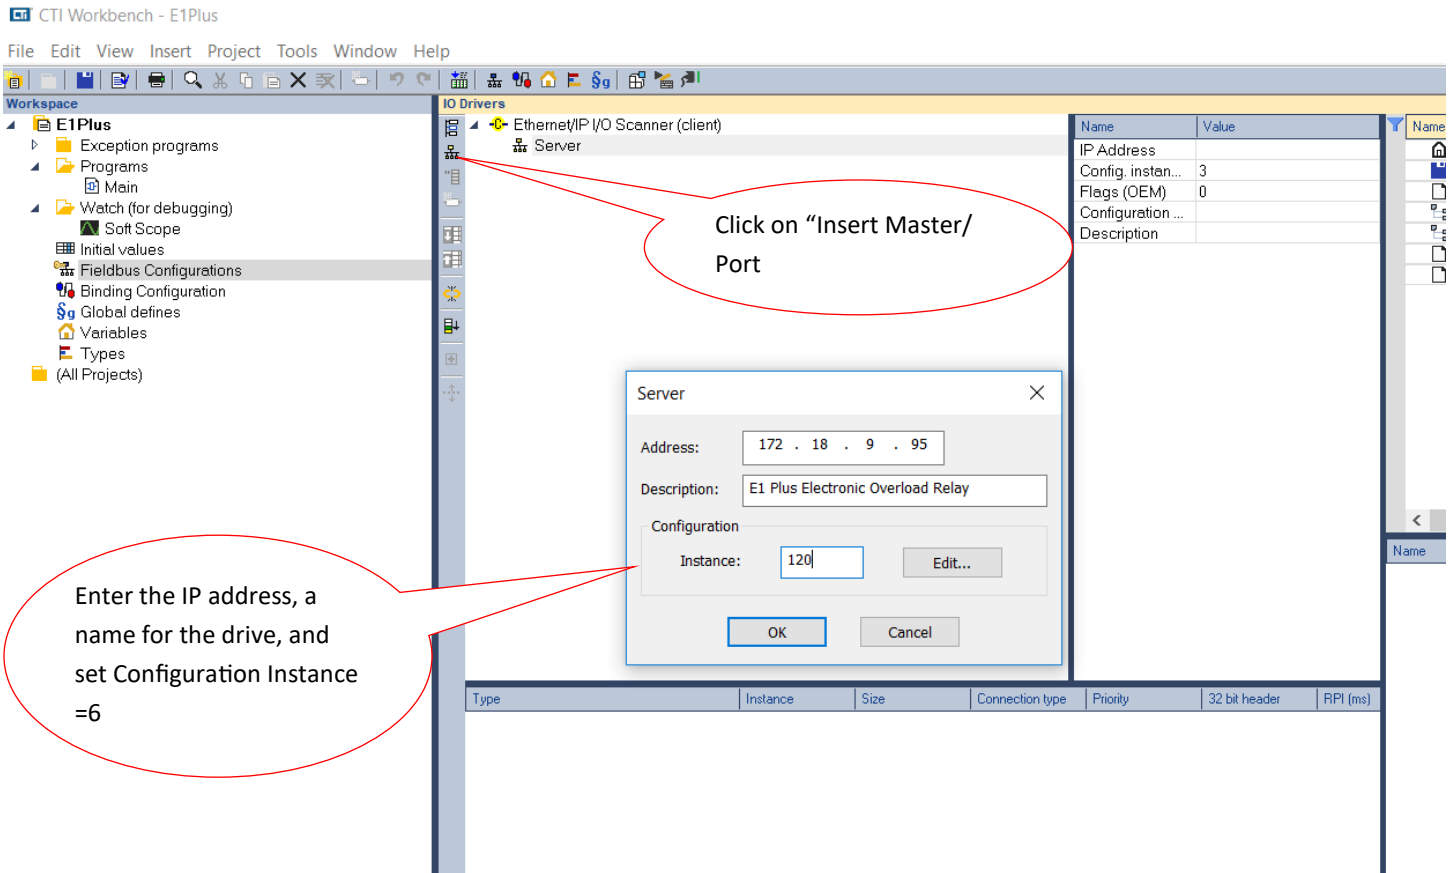 CTI CTI Workbench - E1Plus
File Edit View Insert Project Tools Window Help
Workspace
E1Plus
Exception programs
Programs
Main
Watch (for debugging)
Soft Scope
Initial values
Fieldbus Configurations
Binding Configuration
Global defines
Variables
Types
(All Projects)
IO Drivers
Ethernet/IP I/O Scanner (client)
Server
Name Value
IP Address
Config. instan... 3
Flags (OEM) 0
Configuration ...
Description
Name
Click on “Insert Master/
Port
Server
Address: 172 . 18 . 9 . 95
Description: E1 Plus Electronic Overload Relay
Configuration
Instance: 120 Edit...
OK Cancel
Enter the IP address, a
name for the drive, and
set Configuration Instance
=6
Name
Type Instance Size Connection type Priority 32 bit header RPI (ms)